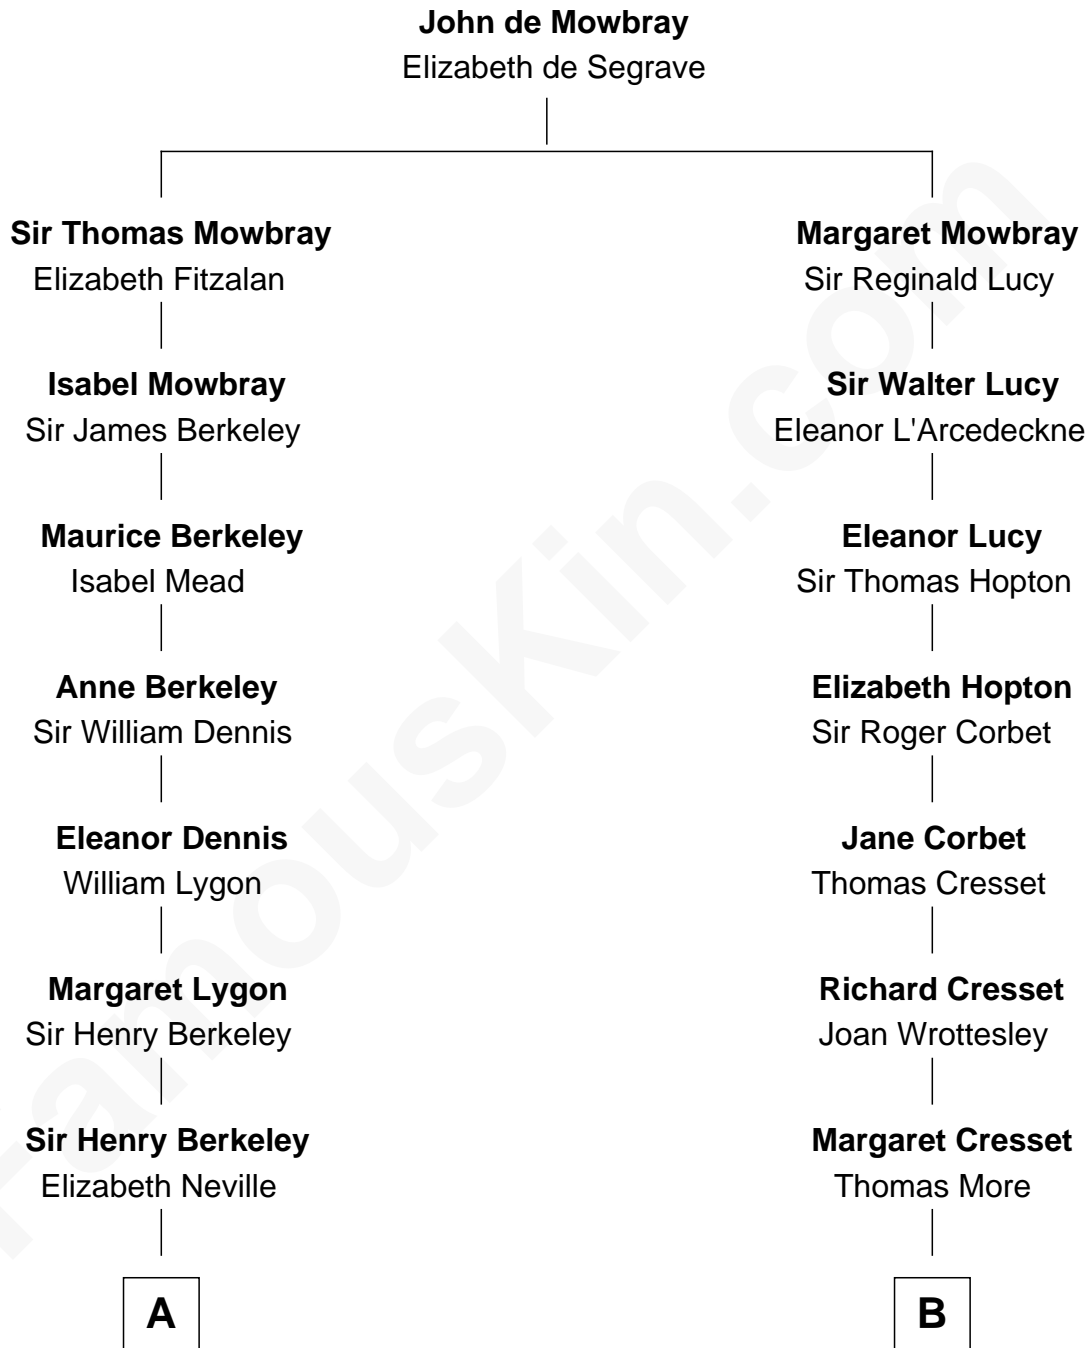 John de Mowbray
Elizabeth de Segrave
Sir Thomas Mowbray
Elizabeth Fitzalan
Margaret Mowbray
Sir Reginald Lucy
Isabel Mowbray
Sir James Berkeley
Sir Walter Lucy
Eleanor L'Arcedeckne
Maurice Berkeley
Isabel Mead
Eleanor Lucy
Sir Thomas Hopton
Anne Berkeley
Sir William Dennis
Elizabeth Hopton
Sir Roger Corbet
Eleanor Dennis
William Lygon
Jane Corbet
Thomas Cresset
Margaret Lygon
Sir Henry Berkeley
Richard Cresset
Joan Wrottesley
Sir Henry Berkeley
Elizabeth Neville
Margaret Cresset
Thomas More
A
B
FamousKin.com